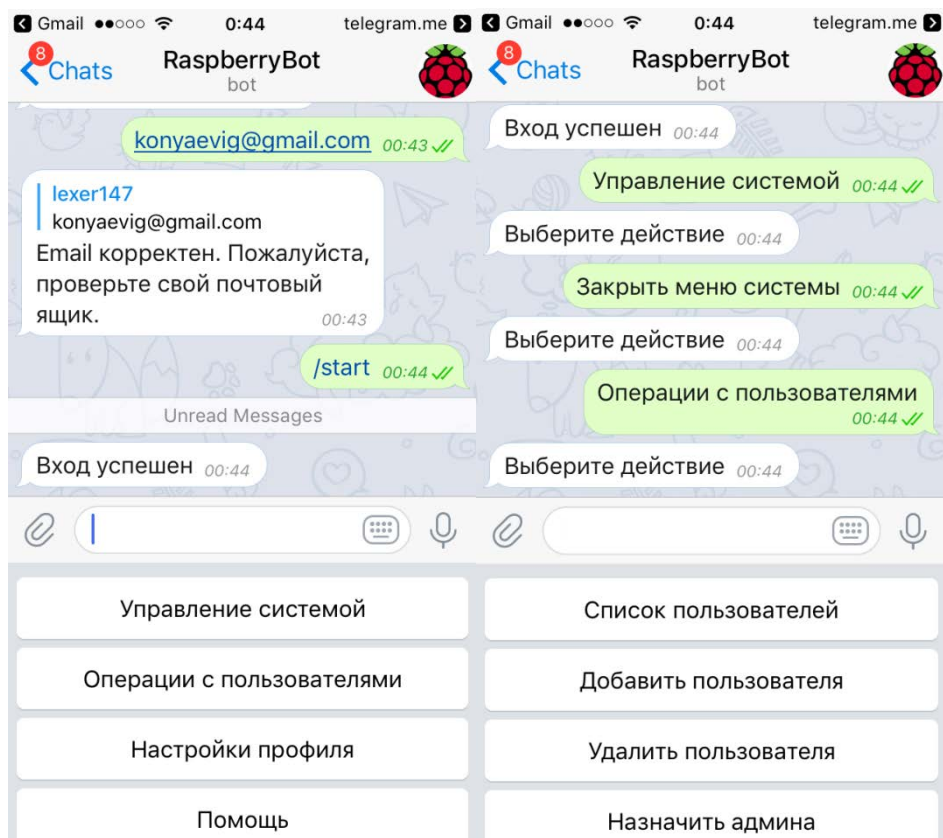 Gmail 0:44 telegram.me
8
Chats RaspberryBot
bot
konyaevig@gmail.com 00:43
lexer147
konyaevig@gmail.com
Email корректен. Пожалуйста,
проверьте свой почтовый
ящик. 00:43
/start 00:44
Unread Messages
Вход успешен 00:44
Управление системой
Операции с пользователями
Настройки профиля
Помощь
Gmail 0:44 telegram.me
8
Chats RaspberryBot
bot
Вход успешен 00:44
Управление системой 00:44
Выберите действие 00:44
Закрыть меню системы 00:44
Выберите действие 00:44
Операции с пользователями
00:44
Выберите действие 00:44
Список пользователей
Добавить пользователя
Удалить пользователя
Назначить админа